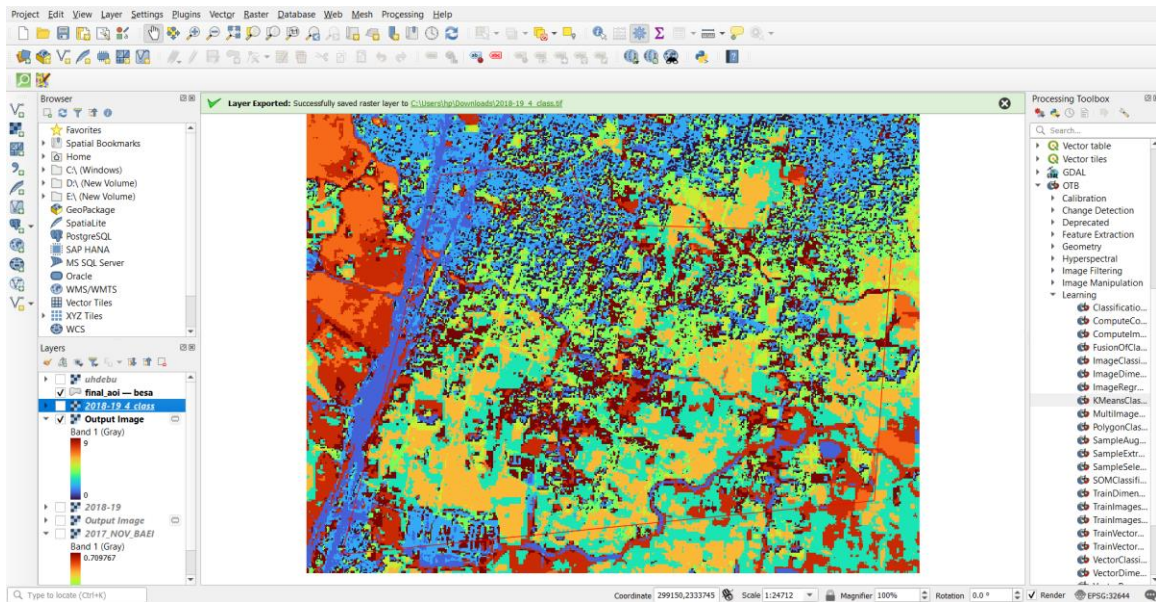 Project Edit View Layer Settings Plugins Vector Raster Database Web Mesh Processing Help
Browser
Favorites
Spatial Bookmarks
Home
C:\ (Windows)
D:\ (New Volume)
E:\ (New Volume)
GeoPackage
SpatiaLite
PostgreSQL
SAP HANA
MS SQL Server
Oracle
WMS/WMTS
Vector Tiles
XYZ Tiles
WCS
Layers
uhdebu
final_aoi — besa
2018-19 4 class
Output Image
Band 1 (Gray)
9
0
2018-19
Output Image
2017_NOV_BAEI
Band 1 (Gray)
0.709767
Layer Exported: Successfully saved raster layer to C:\Users\hp\Downloads\2018-19 4 class.tif
Processing Toolbox
Search...
Vector table
Vector tiles
GDAL
OTB
Calibration
Change Detection
Deprecated
Feature Extraction
Geometry
Hyperspectral
Image Filtering
Image Manipulation
Learning
Classificatio...
ComputeCo...
ComputeIm...
FusionOfCla...
ImageClassi...
ImageDime...
ImageRegr...
KMeansClas...
MultiImage...
PolygonClas...
SampleAug...
SampleExtr...
SampleSele...
SOMClassifi...
TrainDimen...
TrainImages...
TrainImages...
TrainVector...
TrainVector...
VectorClassi...
VectorDime...
Type to locate (Ctrl+K)
Coordinate 299150,2333745 Scale 1:24712 Magnifier 100% Rotation 0.0 ° Render EPSG:32644